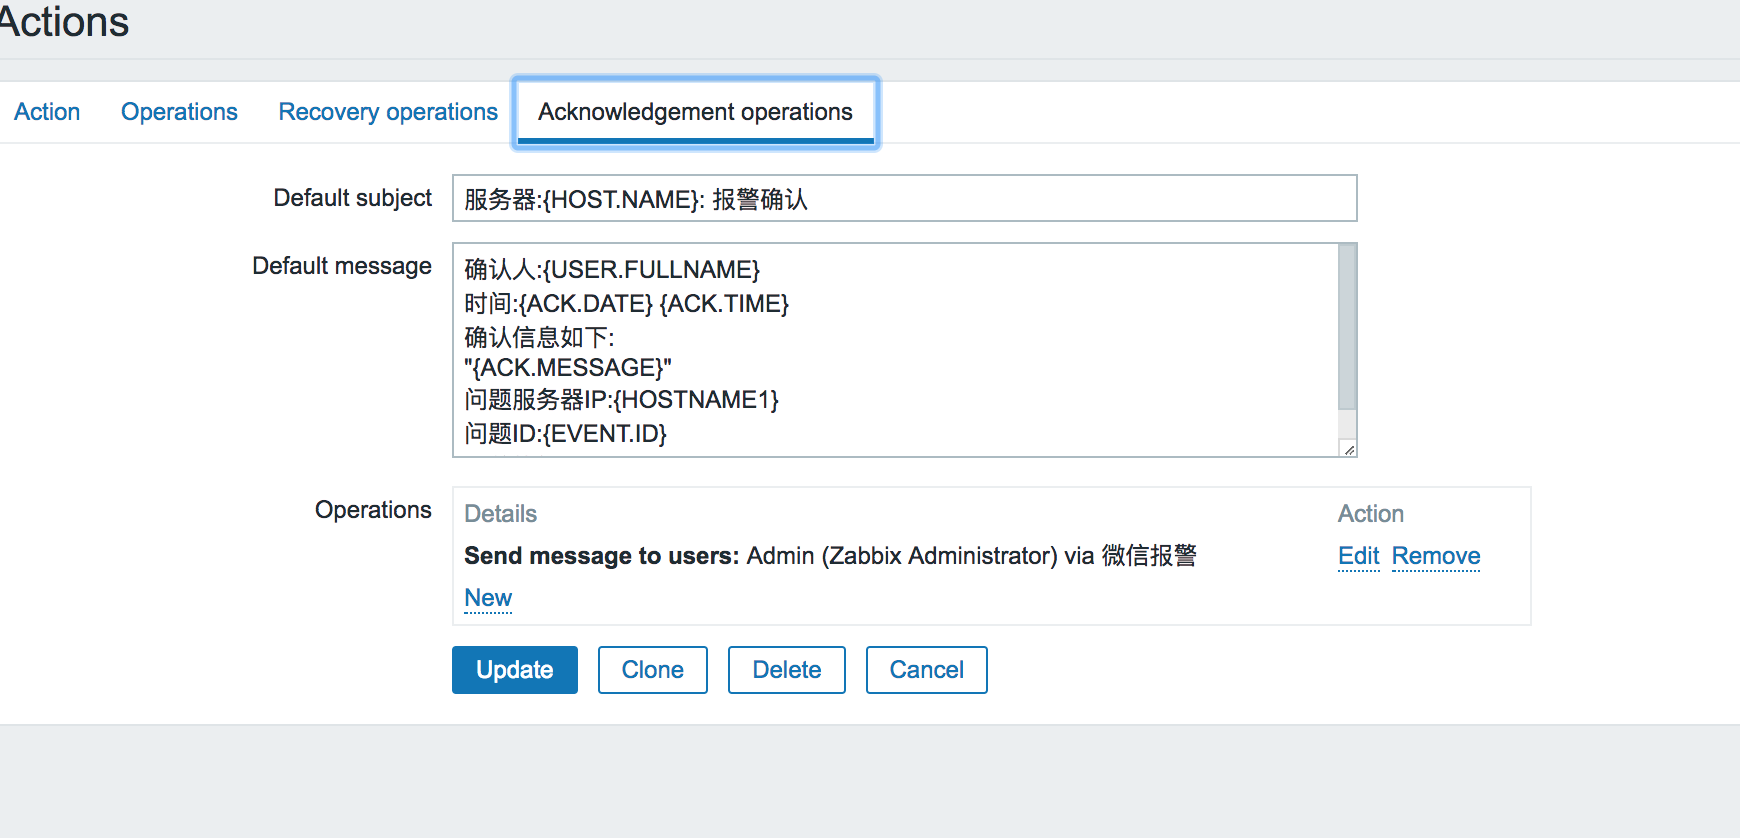 Actions
Action Operations Recovery operations Acknowledgement operations
Default subject 服务器:{HOST.NAME}: 报警确认
Default message 确认人:{USER.FULLNAME}
时间:{ACK.DATE} {ACK.TIME}
确认信息如下:
"{ACK.MESSAGE}"
问题服务器IP:{HOSTNAME1}
问题ID:{EVENT.ID}
Operations Details Action
Send message to users: Admin (Zabbix Administrator) via 微信报警 Edit Remove
New
Update Clone Delete Cancel